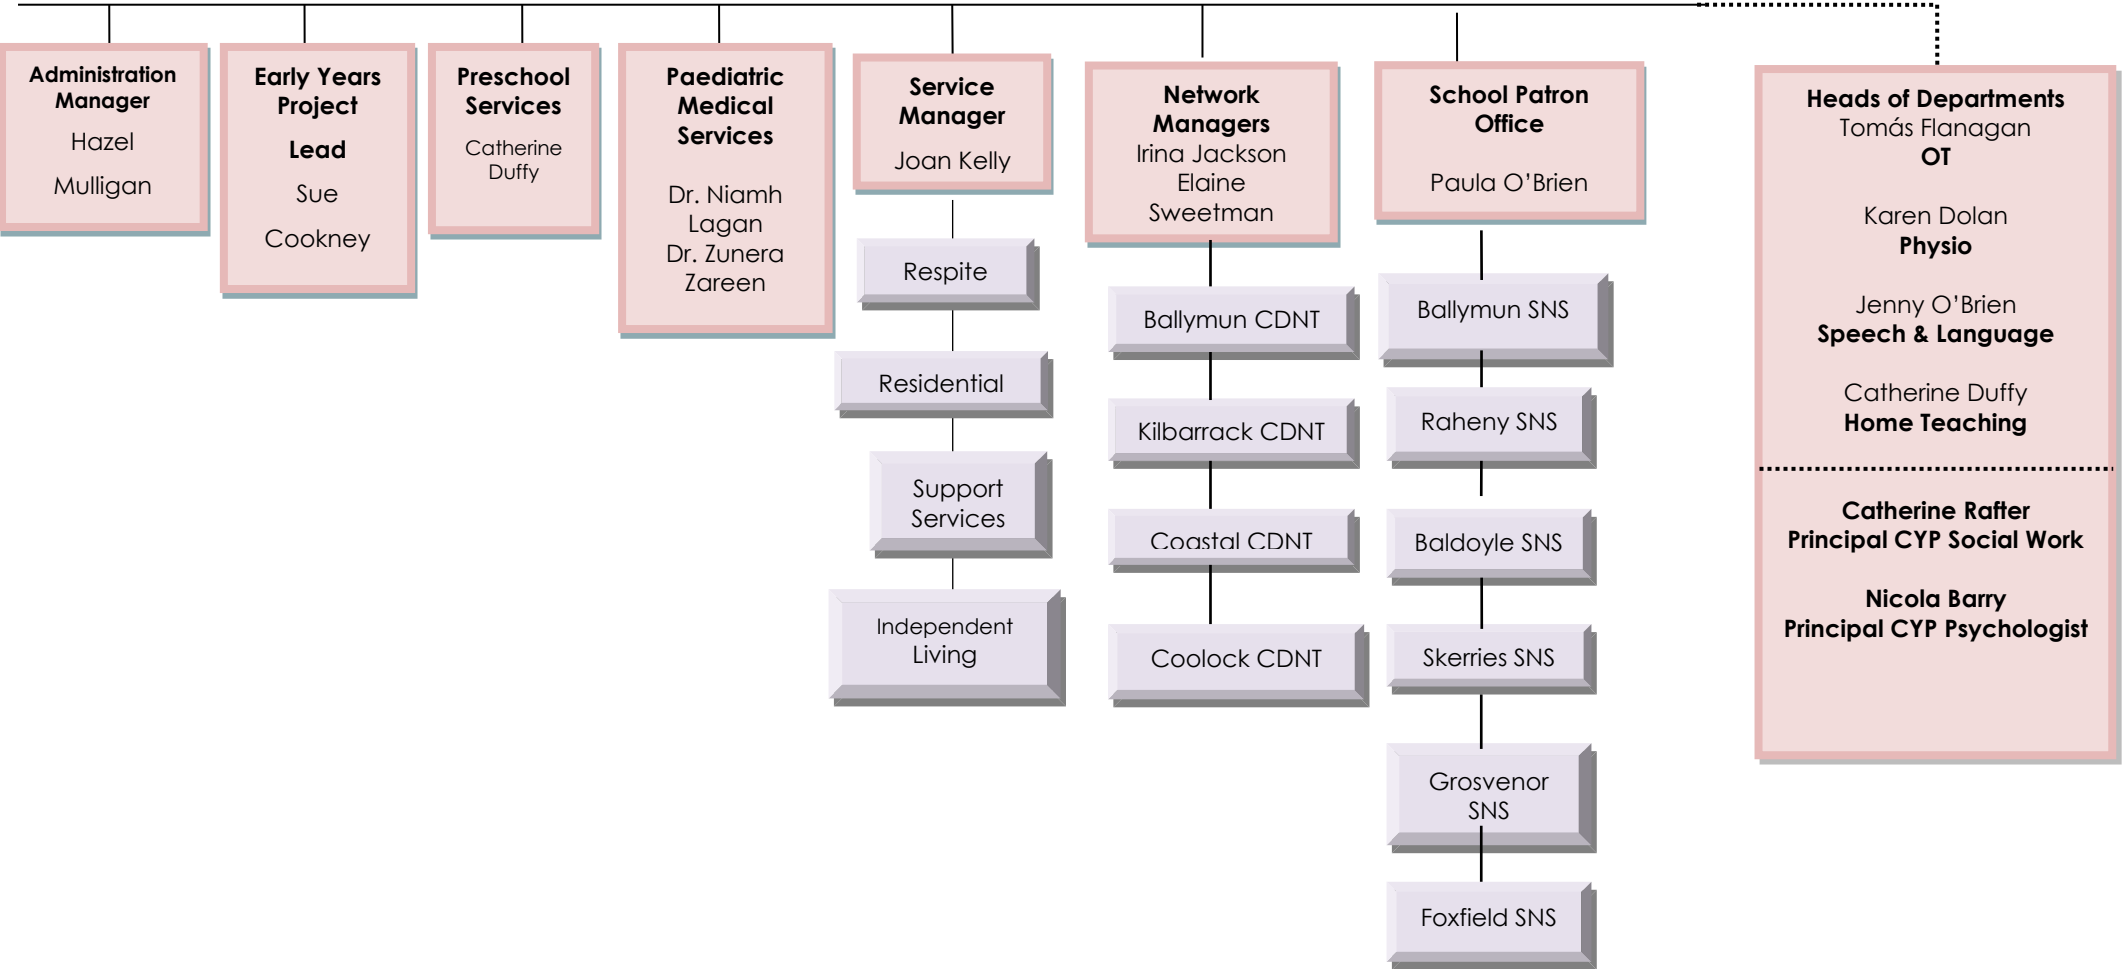 Administration
Manager
Hazel
Mulligan
Early Years
Project
Lead
Sue
Cookney
Preschool
Services
Catherine
Duffy
Paediatric
Medical
Services
Dr. Niamh
Lagan
Dr. Zunera
Zareen
Service
Manager
Joan Kelly
Respite
Residential
Support
Services
Independent
Living
Network
Managers
Irina Jackson
Elaine
Sweetman
Ballymun CDNT
Kilbarrack CDNT
Coastal CDNT
Coolock CDNT
School Patron
Office
Paula O’Brien
Ballymun SNS
Raheny SNS
Baldoyle SNS
Skerries SNS
Grosvenor
SNS
Foxfield SNS
Heads of Departments
Tomás Flanagan
OT
Karen Dolan
Physio
Jenny O’Brien
Speech & Language
Catherine Duffy
Home Teaching
Catherine Rafter
Principal CYP Social Work
Nicola Barry
Principal CYP Psychologist